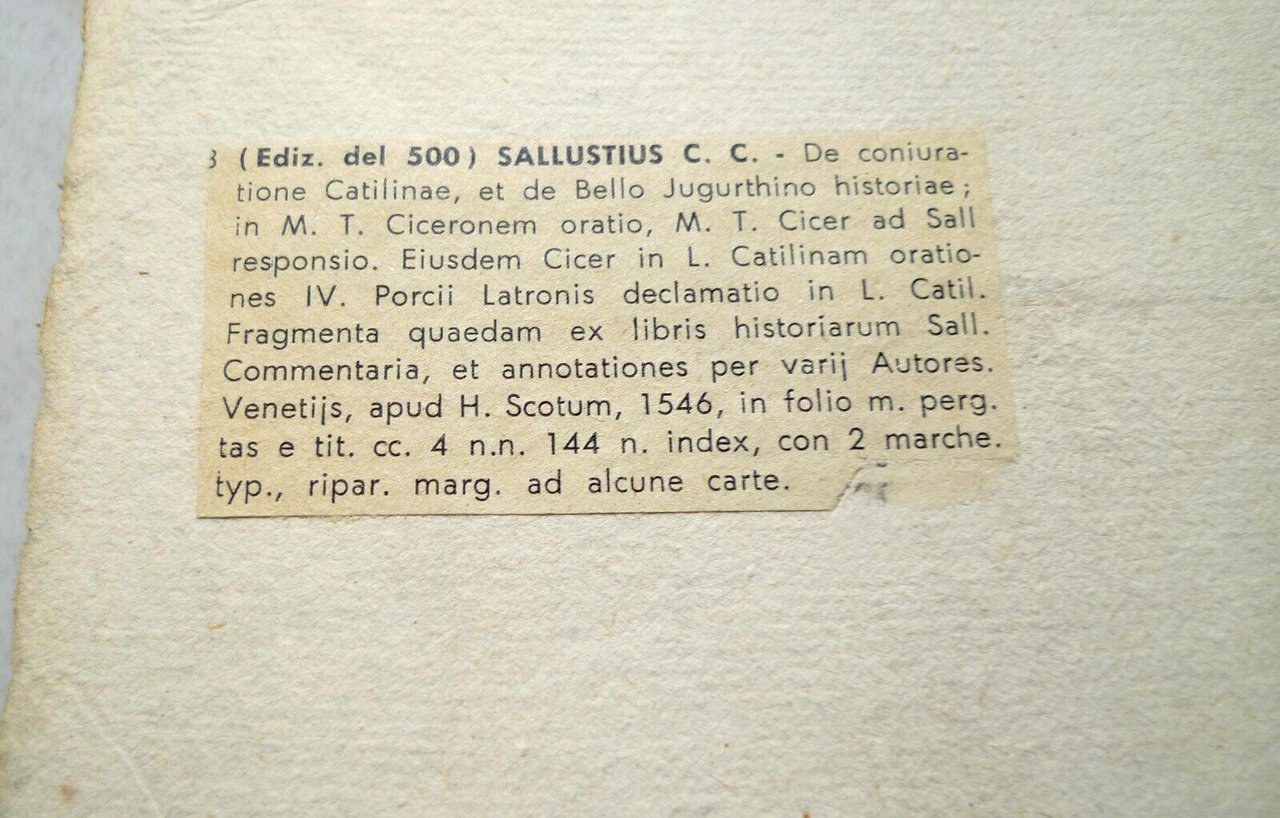 3 (Ediz. del 500) SALLUSTIUS C. C. - De coniura-
tione Catilinae, et de Bello Jugurthino historiae ;
in M. T. Ciceronem oratio, M. T. Cicer ad Sall
responsio. Eiusdem Cicer in L. Catilinam oratio-
nes IV. Porcii Latronis declamatio in L. Catil.
Fragmenta quaedam ex libris historiarum Sall.
Commentaria, et annotationes per varij Autores.
Venetijs, apud H. Scotum, 1546, in folio m. perg.
tas e tit. cc. 4 n.n. 144 n. index, con 2 marche.
typ., ripar. marg. ad alcune carte.